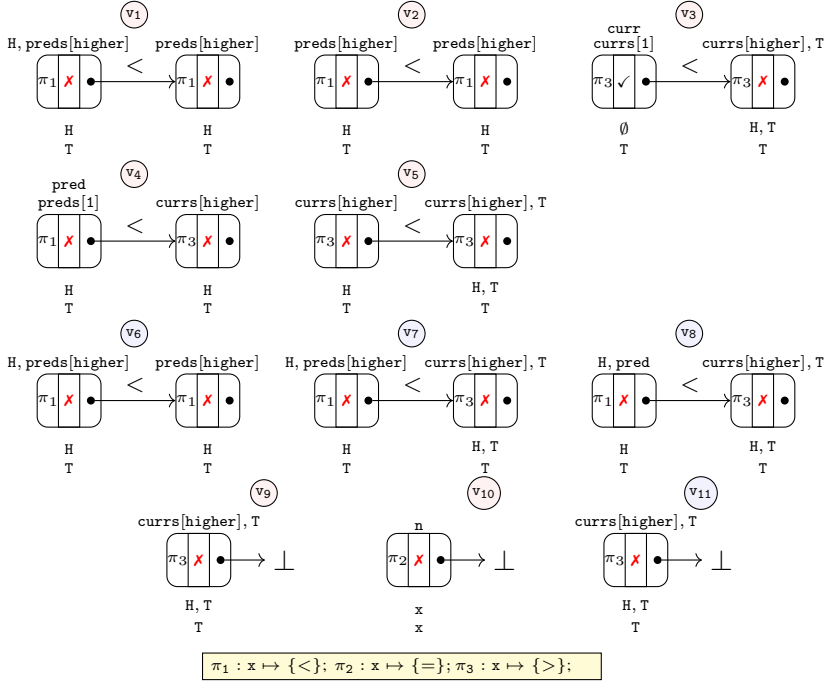 v1 v2 v3
curr
H, preds[higher] < preds[higher] preds[higher] < preds[higher] currs[1] < currs[higher], T
π1 ✗ π1 ✗ π1 ✗ π1 ✗ π3 ✓ π3 ✗
H H H H ∅ H, T
T T T T T T
v4 v5
pred
preds[1] < currs[higher] currs[higher] < currs[higher], T
π1 ✗ π3 ✗ π3 ✗ π3 ✗
H H H H, T
T T T T
v6 v7 v8
H, preds[higher] < preds[higher] H, preds[higher] < currs[higher], T H, pred < currs[higher], T
π1 ✗ π1 ✗ π1 ✗ π3 ✗ π1 ✗ π3 ✗
H H H H, T H H, T
T T T T T T
v9 v10 v11
currs[higher], T n currs[higher], T
π3 ✗ ⊥ π2 ✗ ⊥ π3 ✗ ⊥
H, T x H, T
T x T
π1 : x ↦ {<}; π2 : x ↦ {=}; π3 : x ↦ {>};